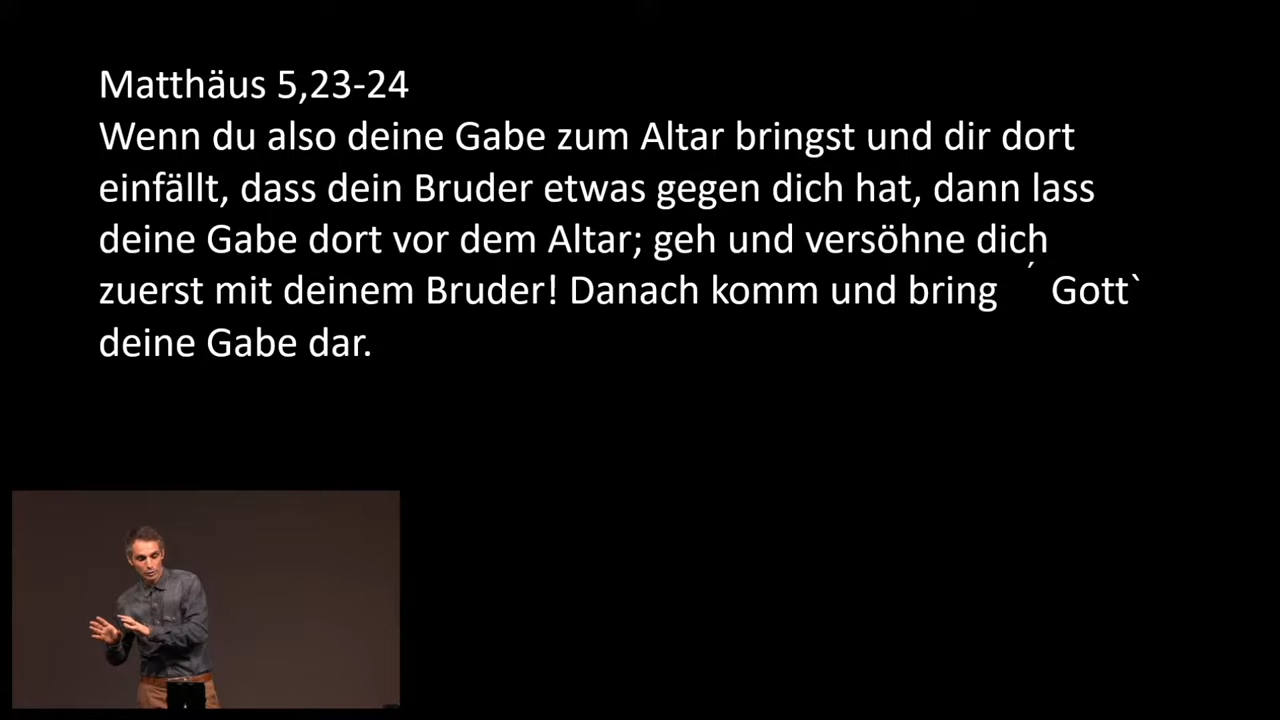 Matthäus 5,23-24
Wenn du also deine Gabe zum Altar bringst und dir dort
einfällt, dass dein Bruder etwas gegen dich hat, dann lass
deine Gabe dort vor dem Altar; geh und versöhne dich
zuerst mit deinem Bruder! Danach komm und bring ´ Gott`
deine Gabe dar.